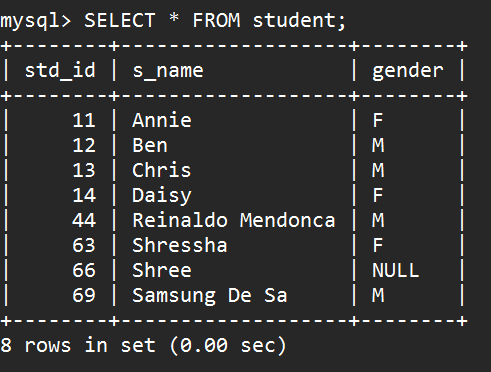 mysql> SELECT * FROM student;
+--------+-------------------+--------+
| std_id | s_name            | gender |
+--------+-------------------+--------+
|     11 | Annie             | F      |
|     12 | Ben               | M      |
|     13 | Chris             | M      |
|     14 | Daisy             | F      |
|     44 | Reinaldo Mendonca | M      |
|     63 | Shressha          | F      |
|     66 | Shree             | NULL   |
|     69 | Samsung De Sa     | M      |
+--------+-------------------+--------+
8 rows in set (0.00 sec)